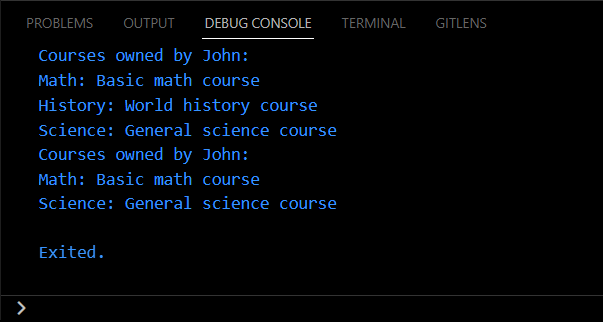 PROBLEMS OUTPUT DEBUG CONSOLE TERMINAL GITLENS
Courses owned by John:
Math: Basic math course
History: World history course
Science: General science course
Courses owned by John:
Math: Basic math course
Science: General science course
Exited.